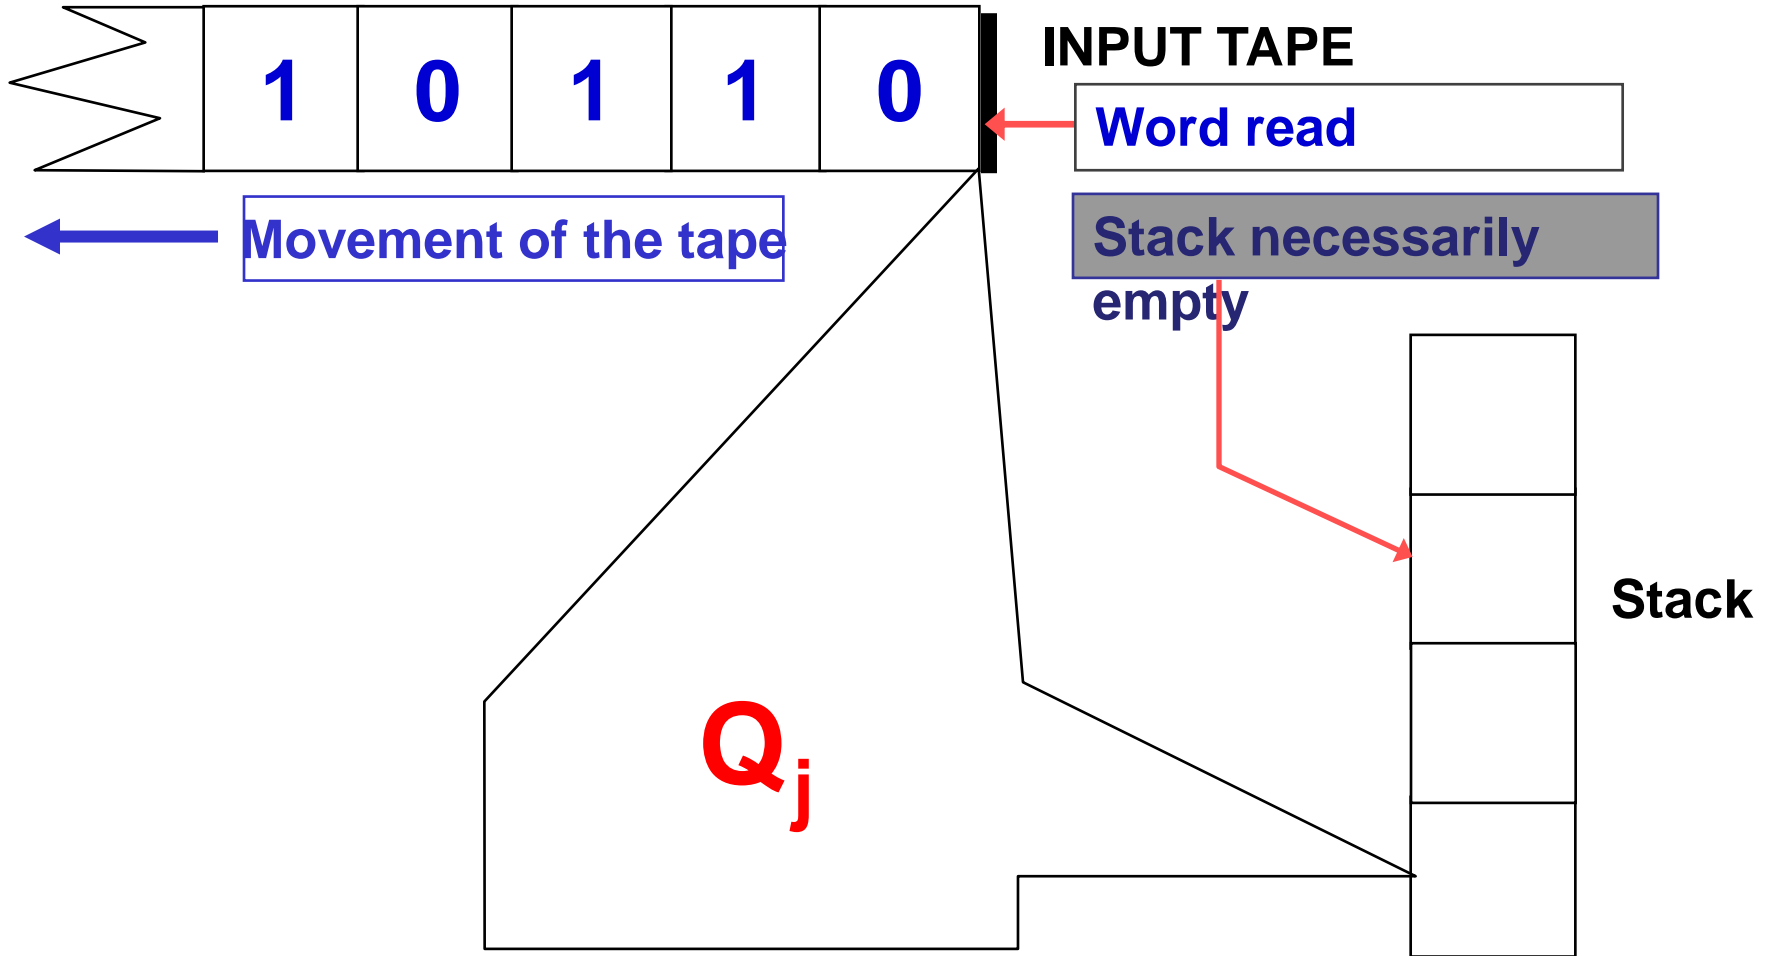 1 0 1 1 0
INPUT TAPE
Word read
Movement of the tape
Stack necessarily
empty
Stack
Qj